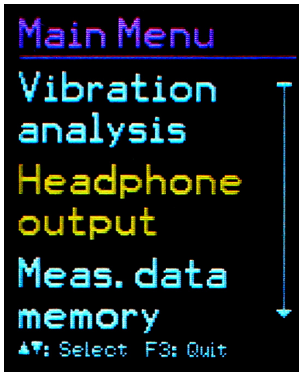 Main Menu
Vibration
analysis
Headphone
output
Meas. data
memory
▲▼: Select F3: Quit